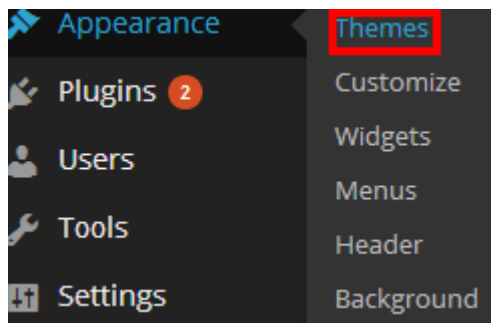 Appearance
Plugins 2
Users
Tools
Settings
Themes
Customize
Widgets
Menus
Header
Background